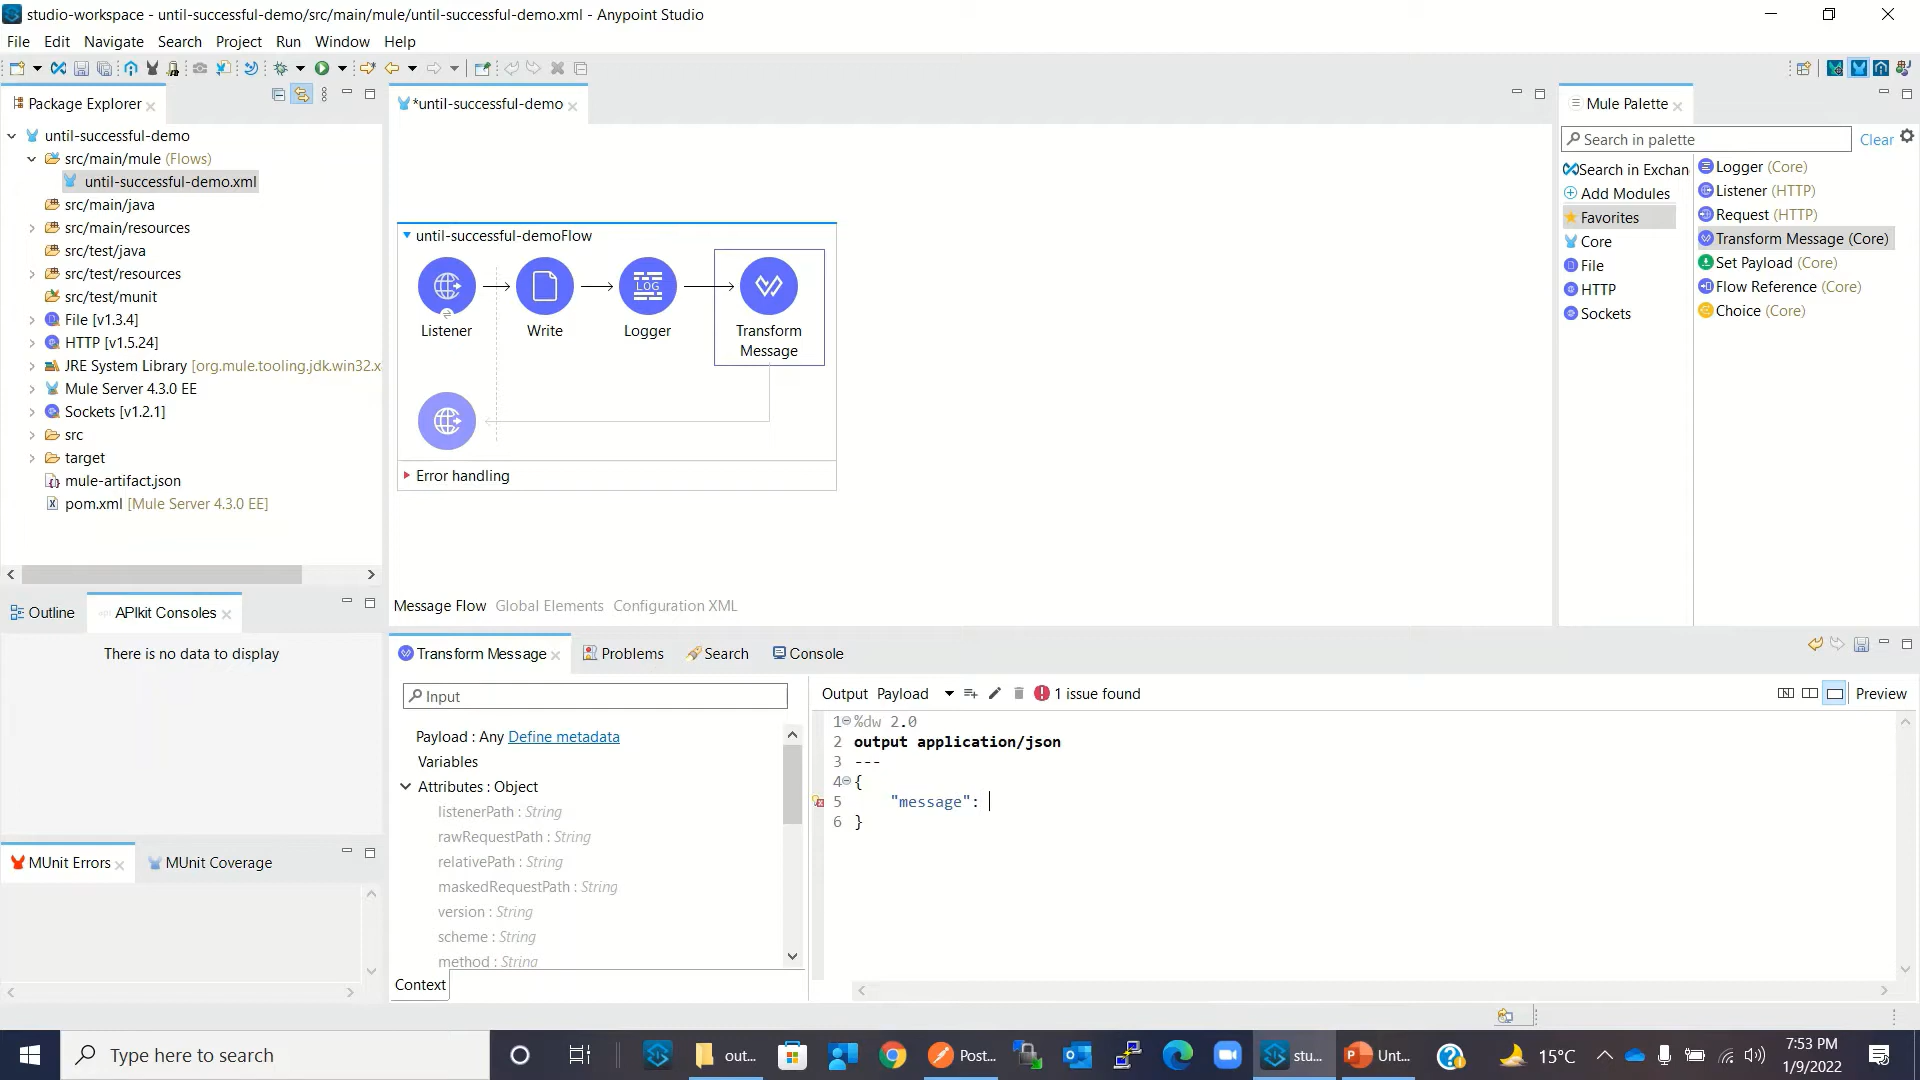 studio-workspace - until-successful-demo/src/main/mule/until-successful-demo.xml - Anypoint Studio
File Edit Navigate Search Project Run Window Help
Package Explorer
until-successful-demo
src/main/mule (Flows)
until-successful-demo.xml
src/main/java
src/main/resources
src/test/java
src/test/resources
src/test/munit
File [v1.3.4]
HTTP [v1.5.24]
JRE System Library [org.mule.tooling.jdk.win32.x
Mule Server 4.3.0 EE
Sockets [v1.2.1]
src
target
mule-artifact.json
pom.xml [Mule Server 4.3.0 EE]
Outline
APIkit Consoles
There is no data to display
MUnit Errors
MUnit Coverage
*until-successful-demo
until-successful-demoFlow
LOG
Listener
Write
Logger
Transform
Message
Error handling
Message Flow Global Elements Configuration XML
Mule Palette
Search in palette
Clear
Search in Exchan
Add Modules
Favorites
Core
File
HTTP
Sockets
Logger (Core)
Listener (HTTP)
Request (HTTP)
Transform Message (Core)
Set Payload (Core)
Flow Reference (Core)
Choice (Core)
Transform Message
Problems
Search
Console
Input
Payload : Any Define metadata
Variables
Attributes : Object
listenerPath : String
rawRequestPath : String
relativePath : String
maskedRequestPath : String
version : String
scheme : String
method : String
Context
Output Payload
1 issue found
Preview
1 %dw 2.0
2 output application/json
3 ---
4 {
5 "message":
6 }
Type here to search
out...
Post...
stu...
Unt...
15°C
7:53 PM
1/9/2022